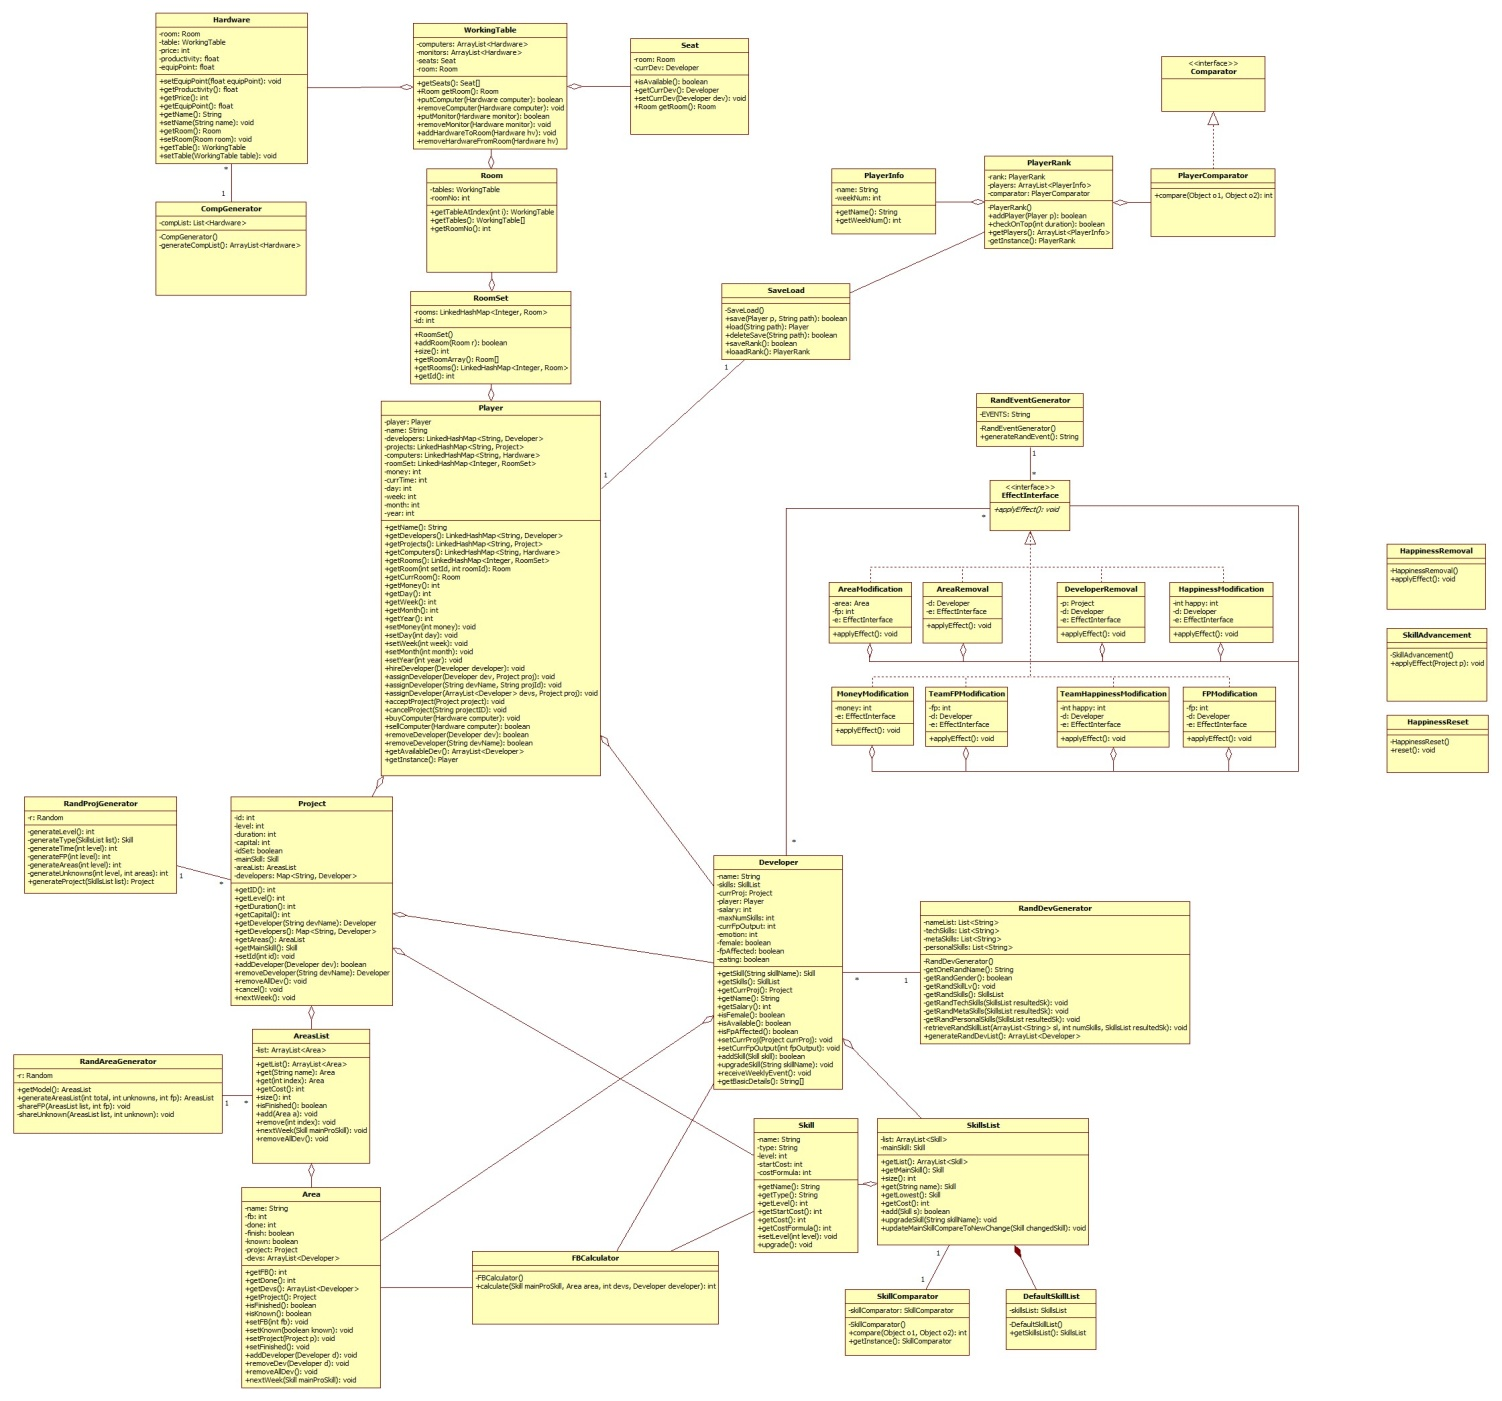 Hardware
-room: Room
-table: WorkingTable
-price: int
-productivity: float
-equipPoint: float
+setEquipPoint(float equipPoint): void
+getProductivity(): float
+getPrice(): int
+getEquipPoint(): float
+getName(): String
+setName(String name): void
+getRoom(): Room
+setRoom(Room room): void
+getTable(): WorkingTable
+setTable(WorkingTable table): void
*
1
CompGenerator
-compList: List<Hardware>
-CompGenerator()
-generateCompList(): ArrayList<Hardware>
WorkingTable
-computers: ArrayList<Hardware>
-monitors: ArrayList<Hardware>
-seats: Seat
-room: Room
+getSeats(): Seat[]
+Room getRoom(): Room
+putComputer(Hardware computer): boolean
+removeComputer(Hardware computer): void
+putMonitor(Hardware monitor): boolean
+removeMonitor(Hardware monitor): void
+addHardwareToRoom(Hardware hv): void
+removeHardwareFromRoom(Hardware hv)
Seat
-room: Room
-currDev: Developer
+isAvailable(): boolean
+getCurrDev(): Developer
+setCurrDev(Developer dev): void
+Room getRoom(): Room
Room
-tables: WorkingTable
-roomNo: int
+getTableAtIndex(int i): WorkingTable
+getTables(): WorkingTable[]
+getRoomNo(): int
RoomSet
-rooms: LinkedHashMap<Integer, Room>
-id: int
+RoomSet()
+addRoom(Room r): boolean
+size(): int
+getRoomArray(): Room[]
+getRooms(): LinkedHashMap<Integer, Room>
+getId(): int
<<interface>>
Comparator
PlayerInfo
-name: String
-weekNum: int
+getName(): String
+getWeekNum(): int
PlayerRank
-rank: PlayerRank
-players: ArrayList<PlayerInfo>
-comparator: PlayerComparator
-PlayerRank()
+addPlayer(Player p): boolean
+checkOnTop(int duration): boolean
+getPlayers(): ArrayList<PlayerInfo>
-getInstance(): PlayerRank
PlayerComparator
+compare(Object o1, Object o2): int
SaveLoad
-SaveLoad()
+save(Player p, String path): boolean
+load(String path): Player
+deleteSave(String path): boolean
+saveRank(): boolean
+loaadRank(): PlayerRank
1
1
Player
-player: Player
-name: String
-developers: LinkedHashMap<String, Developer>
-projects: LinkedHashMap<String, Project>
-computers: LinkedHashMap<String, Hardware>
-roomSet: LinkedHashMap<Integer, RoomSet>
-money: int
-currTime: int
-day: int
-week: int
-month: int
-year: int
+getName(): String
+getDevelopers(): LinkedHashMap<String, Developer>
+getProjects(): LinkedHashMap<String, Project>
+getComputers(): LinkedHashMap<String, Hardware>
+getRooms(): LinkedHashMap<Integer, RoomSet>
+getRoom(int setId, int roomId): Room
+getCurrRoom(): Room
+getMoney(): int
+getDay(): int
+getWeek(): int
+getMonth(): int
+getYear(): int
+setMoney(int money): void
+setDay(int day): void
+setWeek(int week): void
+setMonth(int month): void
+setYear(int year): void
+hireDeveloper(Developer developer): void
+assignDeveloper(Developer dev, Project proj): void
+assignDeveloper(String devName, String projId): void
+assignDeveloper(ArrayList<Developer> devs, Project proj): void
+acceptProject(Project project): void
+cancelProject(String projectID): void
+buyComputer(Hardware computer): void
+sellComputer(Hardware computer): boolean
+removeDeveloper(Developer dev): boolean
+removeDeveloper(String devName): boolean
+getAvailableDev(): ArrayList<Developer>
+getInstance(): Player
RandEventGenerator
-EVENTS: String
-RandEventGenerator()
+generateRandEvent(): String
1
*
<<interface>>
EffectInterface
+applyEffect(): void
*
AreaModification
-area: Area
-fp: int
-e: EffectInterface
+applyEffect(): void
AreaRemoval
-d: Developer
-e: EffectInterface
+applyEffect(): void
DeveloperRemoval
-p: Project
-d: Developer
-e: EffectInterface
+applyEffect(): void
HappinessModification
-int happy: int
-d: Developer
-e: EffectInterface
+applyEffect(): void
MoneyModification
-money: int
-e: EffectInterface
+applyEffect(): void
TeamFPModification
-fp: int
-d: Developer
-e: EffectInterface
+applyEffect(): void
TeamHappinessModification
-int happy: int
-d: Developer
-e: EffectInterface
+applyEffect(): void
FPModification
-fp: int
-d: Developer
-e: EffectInterface
+applyEffect(): void
HappinessRemoval
-HappinessRemoval()
+applyEffect(): void
SkillAdvancement
-SkillAdvancement()
+applyEffect(Project p): void
HappinessReset
-HappinessReset()
+reset(): void
RandProjGenerator
-r: Random
-generateLevel(): int
-generateType(SkillsList list): Skill
-generateTime(int level): int
-generateFP(int level): int
-generateAreas(int level): int
-generateUnknowns(int level, int areas): int
+generateProject(SkillsList list): Project
1
*
Project
-id: int
-level: int
-duration: int
-capital: int
-idSet: boolean
-mainSkill: Skill
-areaList: AreasList
-developers: Map<String, Developer>
+getID(): int
+getLevel(): int
+getDuration(): int
+getCapital(): int
+getDeveloper(String devName): Developer
+getDevelopers(): Map<String, Developer>
+getAreas(): AreaList
+getMainSkill(): Skill
+setId(int id): void
+addDeveloper(Developer dev): boolean
+removeDeveloper(String devName): Developer
+removeAllDev(): void
+cancel(): void
+nextWeek(): void
*
Developer
-name: String
-skills: SkillList
-currProj: Project
-player: Player
-salary: int
-maxNumSkills: int
-currFpOutput: int
-emotion: int
-female: boolean
-fpAffected: boolean
-eating: boolean
+getSkill(String skillName): Skill
+getSkills(): SkillList
+getCurrProj(): Project
+getName(): String
+getSalary(): int
+isFemale(): boolean
+isAvailable(): boolean
+isFpAffected(): boolean
+setCurrProj(Project currProj): void
+setCurrFpOutput(int fpOutput): void
+addSkill(Skill skill): boolean
+upgradeSkill(String skillName): void
+receiveWeeklyEvent(): void
+getBasicDetails(): String[]
*
1
RandDevGenerator
-nameList: List<String>
-techSkills: List<String>
-metaSkills: List<String>
-personalSkills: List<String>
-RandDevGenerator()
-getOneRandName(): String
-getRandGender(): boolean
-getRandSkillLv(): void
-getRandSkills(): SkillsList
-getRandTechSkills(SkillsList resultedSk): void
-getRandMetaSkills(SkillsList resultedSk): void
-getRandPersonalSkills(SkillsList resultedSk): void
-retrieveRandSkillList(ArrayList<String> sl, int numSkills, SkillsList resultedSk): void
+generateRandDevList(): ArrayList<Developer>
AreasList
-list: ArrayList<Area>
+getList(): ArrayList<Area>
+get(String name): Area
+get(int index): Area
+getCost(): int
+size(): int
+isFinished(): boolean
+add(Area a): void
+remove(int index): void
+nextWeek(Skill mainProSkill): void
+removeAllDev(): void
RandAreaGenerator
-r: Random
+getModel(): AreasList
+generateAreasList(int total, int unknowns, int fp): AreasList
-shareFP(AreasList list, int fp): void
-shareUnknown(AreasList list, int unknown): void
1
*
Area
-name: String
-fb: int
-done: int
-finish: boolean
-known: boolean
-project: Project
-devs: ArrayList<Developer>
+getFB(): int
+getDone(): int
+getDevs(): ArrayList<Developer>
+getProject(): Project
+isFinished(): boolean
+isKnown(): boolean
+setFB(int fb): void
+setKnown(boolean known): void
+setProject(Project p): void
+setFinished(): void
+addDeveloper(Developer d): void
+removeDev(Developer d): void
+removeAllDev(): void
+nextWeek(Skill mainProSkill): void
FBCalculator
-FBCalculator()
+calculate(Skill mainProSkill, Area area, int devs, Developer developer): int
Skill
-name: String
-type: String
-level: int
-startCost: int
-costFormula: int
+getName(): String
+getType(): String
+getLevel(): int
+getStartCost(): int
+getCost(): int
+getCostFormula(): int
+setLevel(int level): void
+upgrade(): void
SkillsList
-list: ArrayList<Skill>
-mainSkill: Skill
+getList(): ArrayList<Skill>
+getMainSkill(): Skill
+size(): int
+get(String name): Skill
+getLowest(): Skill
+getCost(): int
+add(Skill s): boolean
+upgradeSkill(String skillName): void
+updateMainSkillCompareToNewChange(Skill changedSkill): void
1
1
SkillComparator
-skillComparator: SkillComparator
-SkillComparator()
+compare(Object o1, Object o2): int
+getInstance(): SkillComparator
DefaultSkillList
-skillsList: SkillsList
-DefaultSkillList()
+getSkillsList(): SkillsList